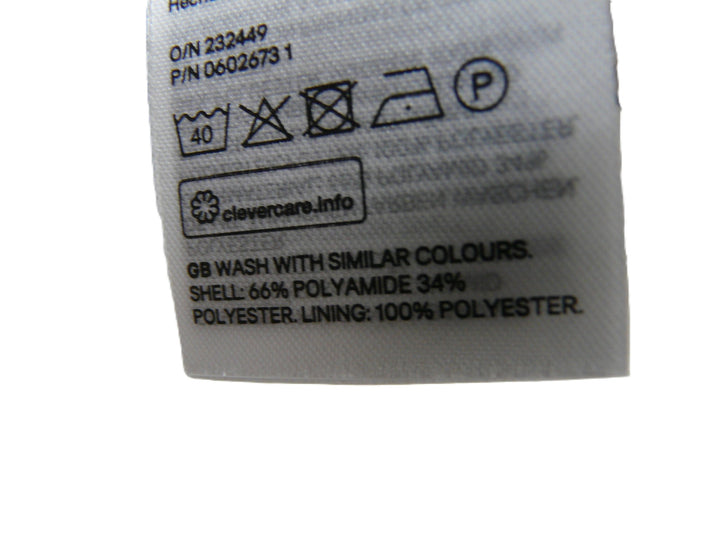 O/N 232449
P/N 0602673 1
40
P
clevercare.info
GB WASH WITH SIMILAR COLOURS.
SHELL: 66% POLYAMIDE 34%
POLYESTER. LINING: 100% POLYESTER.